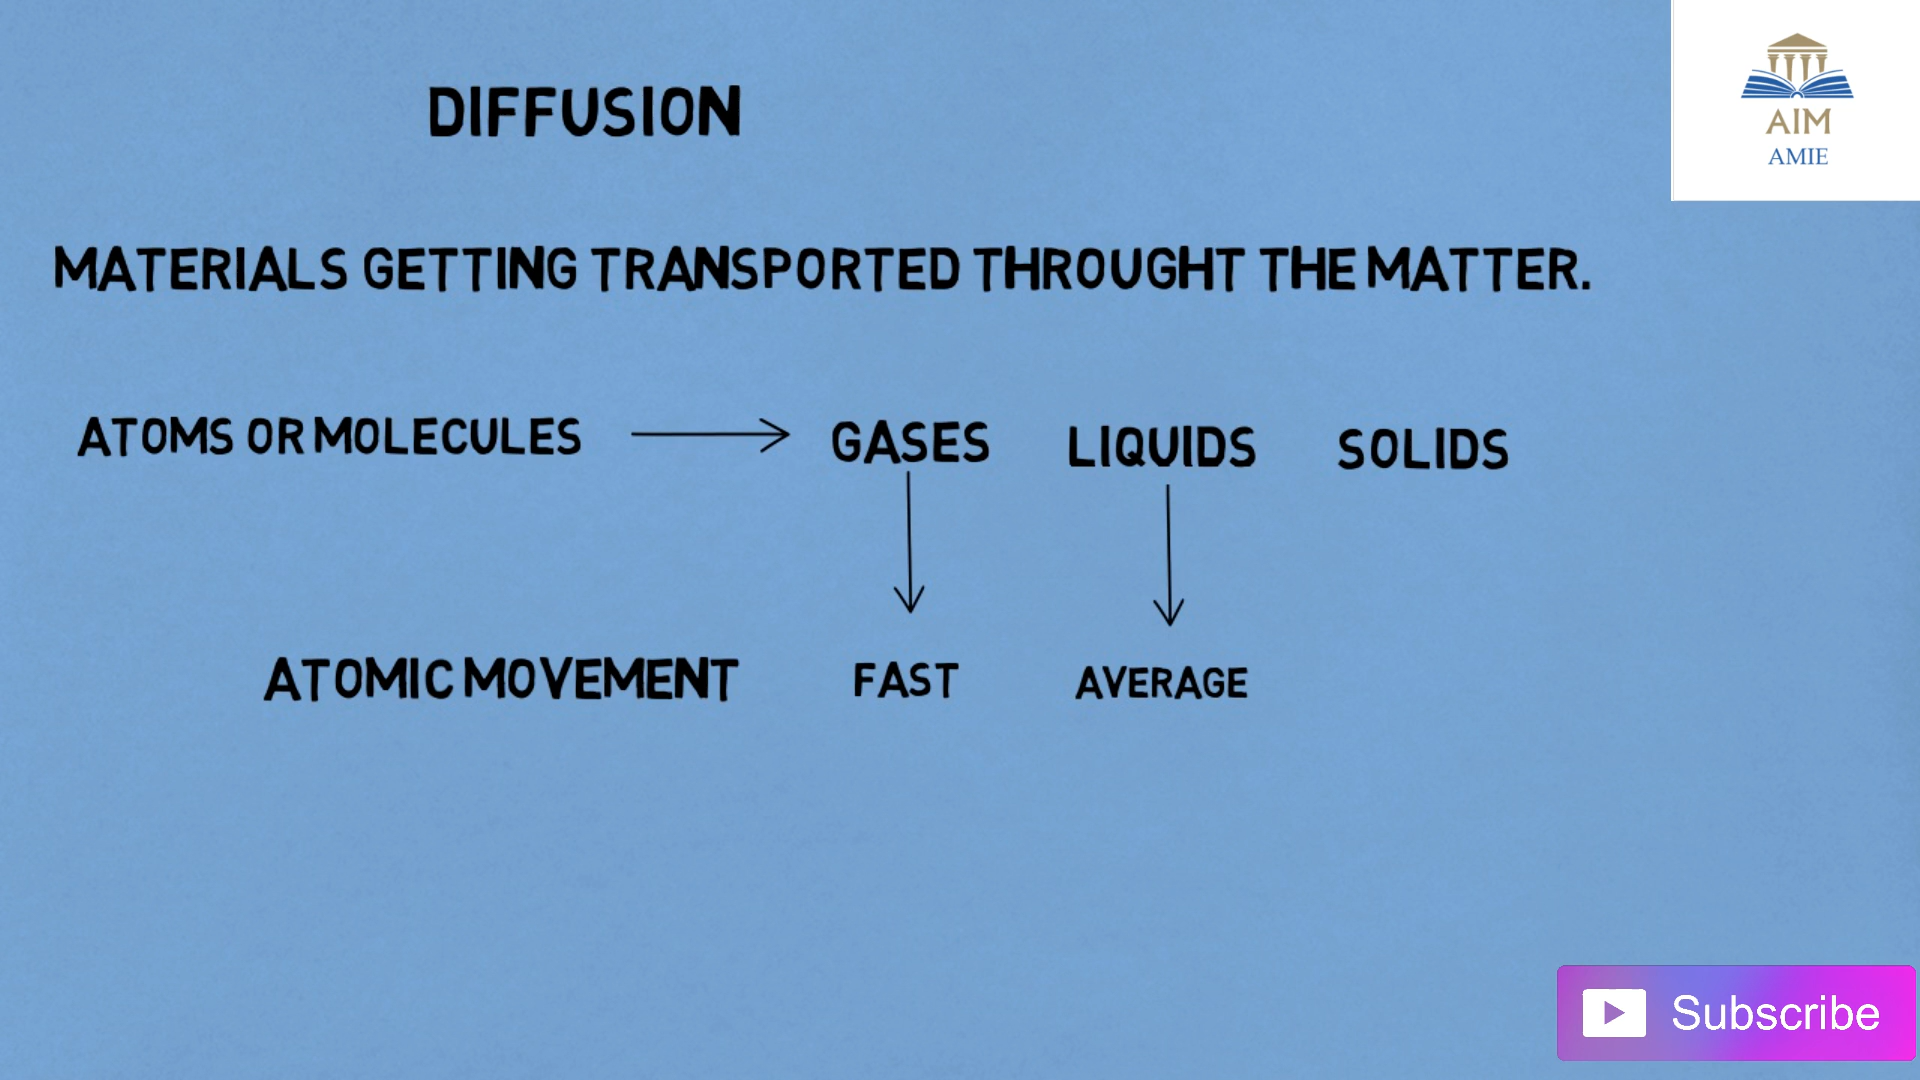 AIM
AMIE
DIFFUSION
MATERIALS GETTING TRANSPORTED THROUGHT THE MATTER.
ATOMS OR MOLECULES GASES LIQUIDS SOLIDS
ATOMIC MOVEMENT FAST AVERAGE
Subscribe